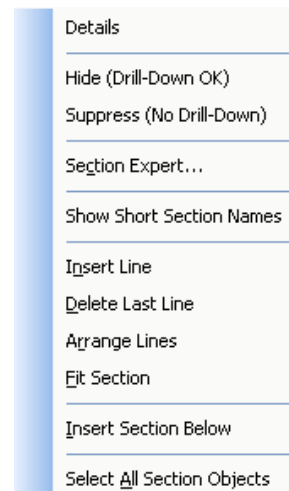 Details
Hide (Drill-Down OK)
Suppress (No Drill-Down)
Section Expert...
Show Short Section Names
Insert Line
Delete Last Line
Arrange Lines
Fit Section
Insert Section Below
Select All Section Objects